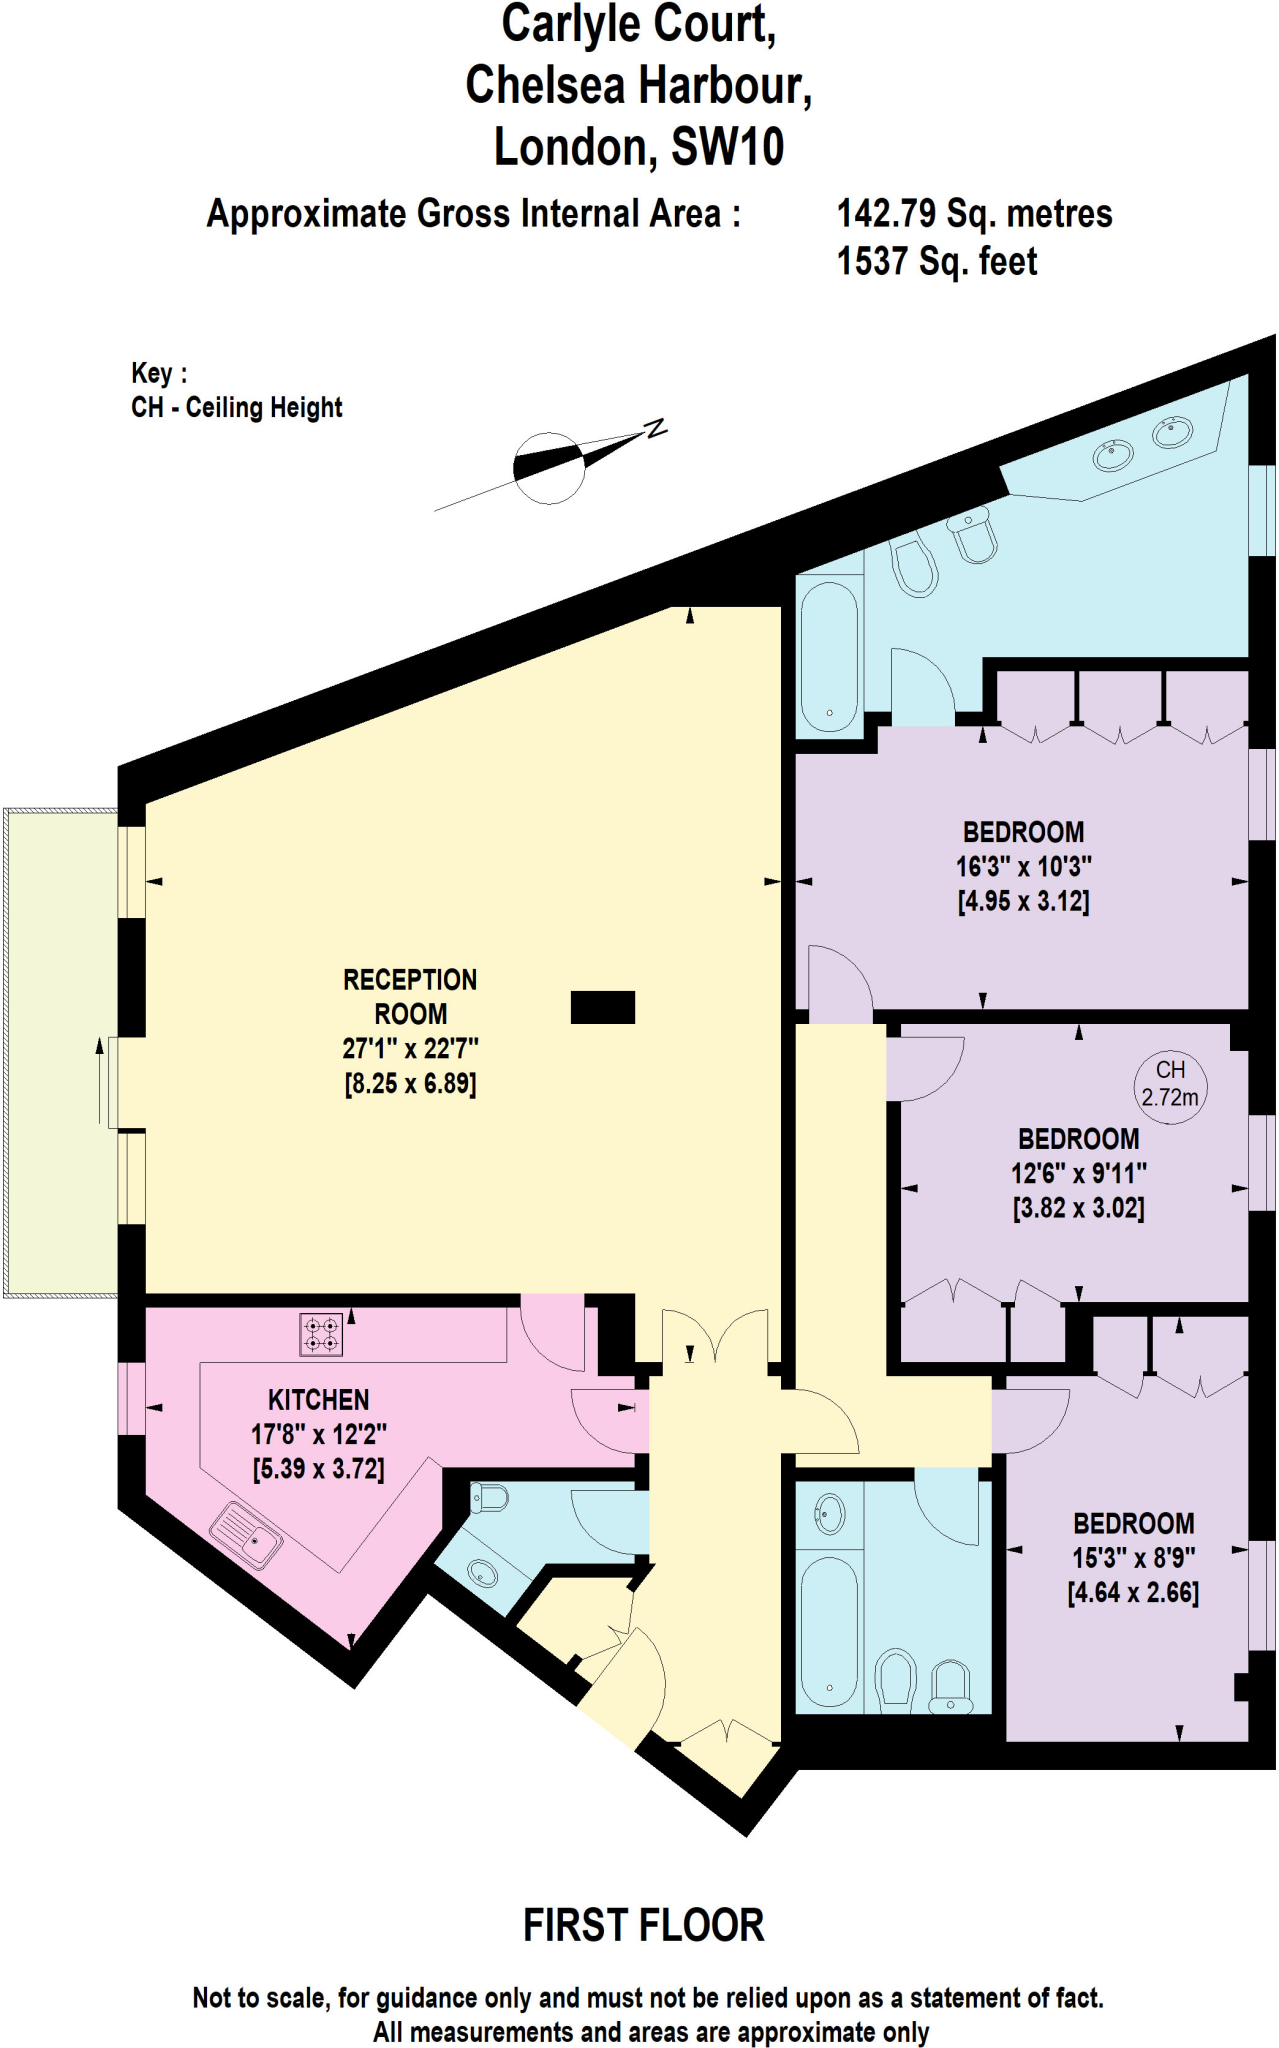 Carlyle Court,
Chelsea Harbour,
London, SW10
Approximate Gross Internal Area : 142.79 Sq. metres
1537 Sq. feet
Key :
CH - Ceiling Height
N
BEDROOM
16'3" x 10'3"
[4.95 x 3.12]
RECEPTION
ROOM
27'1" x 22'7"
[8.25 x 6.89]
CH
2.72m
BEDROOM
12'6" x 9'11"
[3.82 x 3.02]
KITCHEN
17'8" x 12'2"
[5.39 x 3.72]
BEDROOM
15'3" x 8'9"
[4.64 x 2.66]
FIRST FLOOR
Not to scale, for guidance only and must not be relied upon as a statement of fact.
All measurements and areas are approximate only